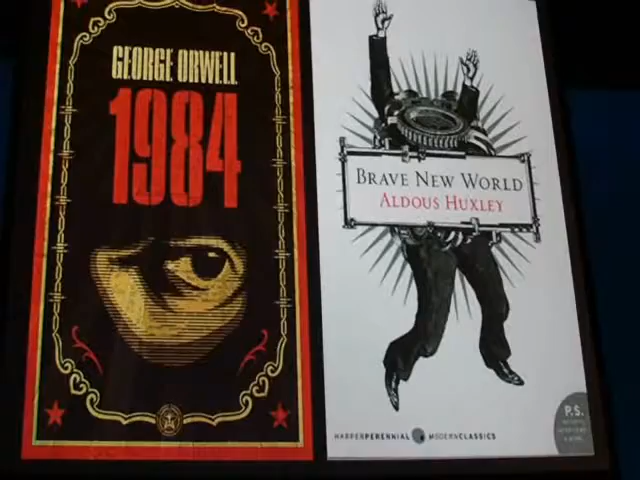 GEORGE ORWELL
1984
BRAVE NEW WORLD
ALDOUS HUXLEY
HARPERPERENNIAL MODERNCLASSICS
P.S.